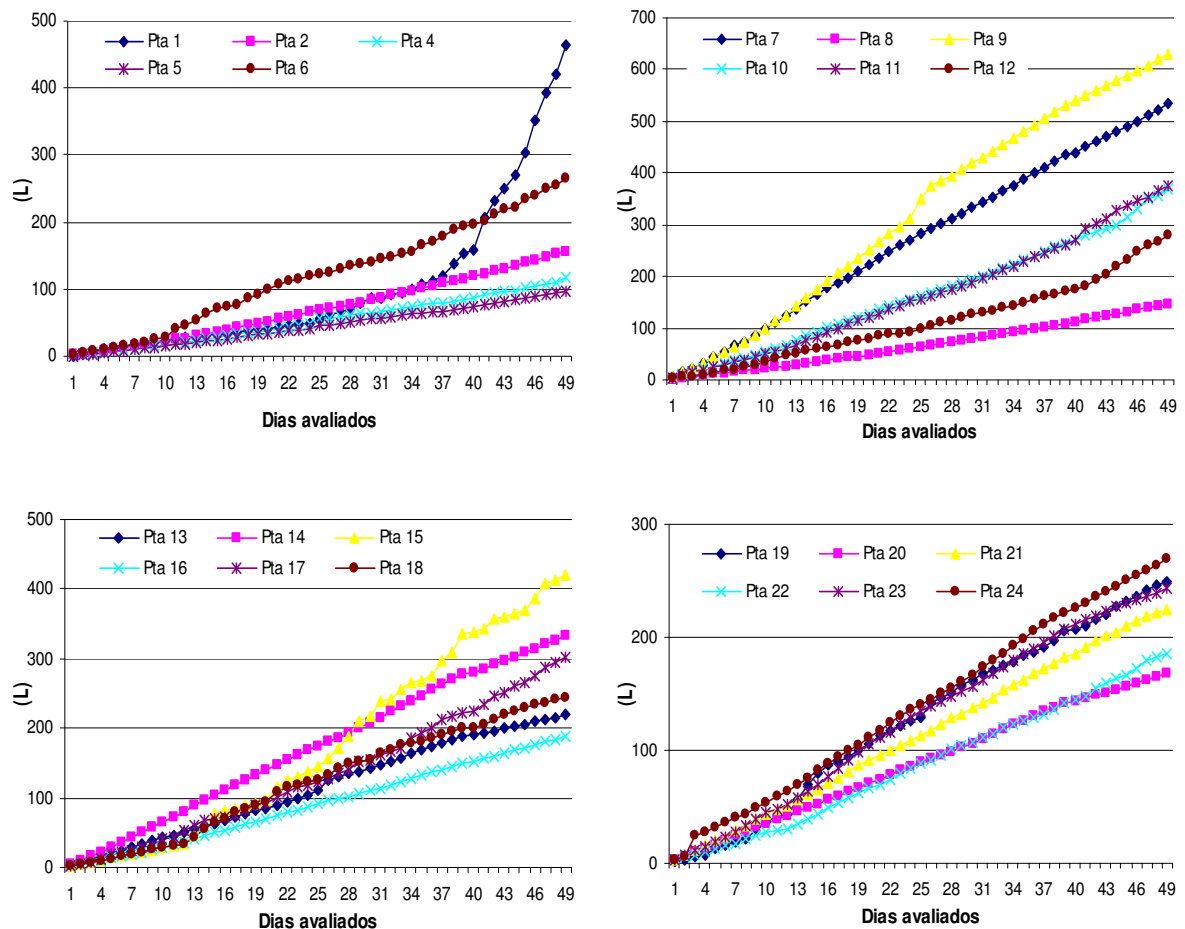 500
400
300
200
100
0
(L)
Pta 1 Pta 2 Pta 4
Pta 5 Pta 6
1 4 7 10 13 16 19 22 25 28 31 34 37 40 43 46 49
Dias avaliados
700
600
500
400
300
200
100
0
(L)
Pta 7 Pta 8 Pta 9
Pta 10 Pta 11 Pta 12
1 4 7 10 13 16 19 22 25 28 31 34 37 40 43 46 49
Dias avaliados
500
400
300
200
100
0
(L)
Pta 13 Pta 14 Pta 15
Pta 16 Pta 17 Pta 18
1 4 7 10 13 16 19 22 25 28 31 34 37 40 43 46 49
Dias avaliados
300
200
100
0
(L)
Pta 19 Pta 20 Pta 21
Pta 22 Pta 23 Pta 24
1 4 7 10 13 16 19 22 25 28 31 34 37 40 43 46 49
Dias avaliados